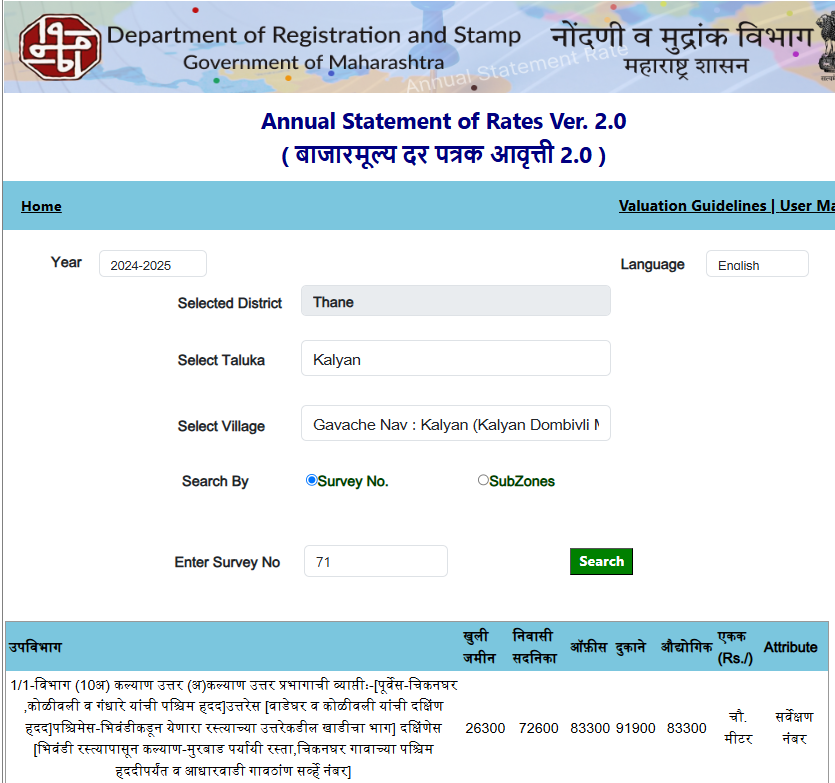 Department of Registration and Stamp
Government of Maharashtra
नोंदणी व मुद्रांक विभाग
महाराष्ट्र शासन
Annual Statement Rate
Annual Statement of Rates Ver. 2.0
( बाजारमूल्य दर पत्रक आवृत्ती 2.0 )
Home
Valuation Guidelines | User Ma
Year 2024-2025 Language English
Selected District Thane
Select Taluka Kalyan
Select Village Gavache Nav : Kalyan (Kalyan Dombivli M
Search By Survey No. SubZones
Enter Survey No 71 Search
उपविभाग खुली जमीन निवासी सदनिका ऑफ़ीस दुकाने औद्योगिक एकक (Rs./) Attribute
1/1-विभाग (10अ) कल्याण उत्तर (अ)कल्याण उत्तर प्रभागाची व्याप्ती:-[पूर्वेस-चिकनघर
,कोळीवली व गंधारे यांची पश्चिम हद्द]उत्तरेस [वाडेघर व कोळीवली यांची दक्षिण
हद्द]पश्चिमेस-भिवंडीकडून येणारा रस्त्याच्या उत्तरेकडील खाडीचा भाग] दक्षिणेस
[भिवंडी रस्त्यापासून कल्याण-मुरबाड पर्यायी रस्ता,चिकनघर गावाच्या पश्चिम
हद्दीपर्यंत व आधारवाडी गावठांण सर्व्हे नंबर]
26300 72600 83300 91900 83300 चौ. मीटर सर्वेक्षण नंबर